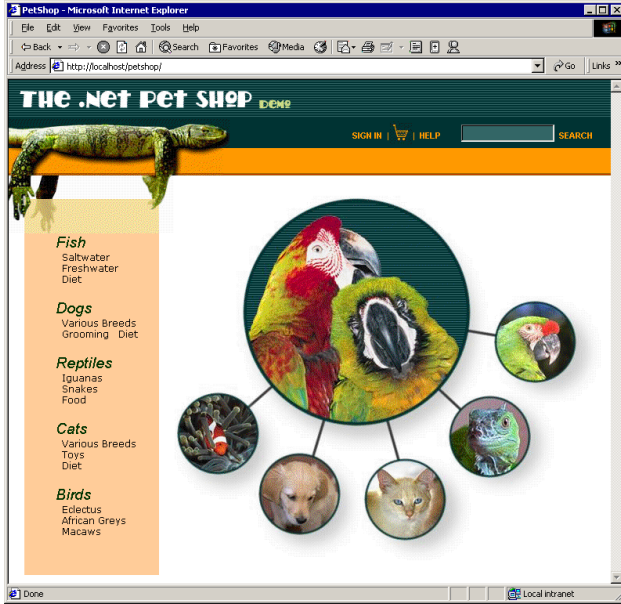 PetShop - Microsoft Internet Explorer
File Edit View Favorites Tools Help
Back Search Favorites Media
Address http://localhost/petshop/ Go Links »
THE .NET PET SHOP DEMO
SIGN IN | | HELP SEARCH
Fish
Saltwater
Freshwater
Diet
Dogs
Various Breeds
Grooming Diet
Reptiles
Iguanas
Snakes
Food
Cats
Various Breeds
Toys
Diet
Birds
Eclectus
African Greys
Macaws
Done Local intranet